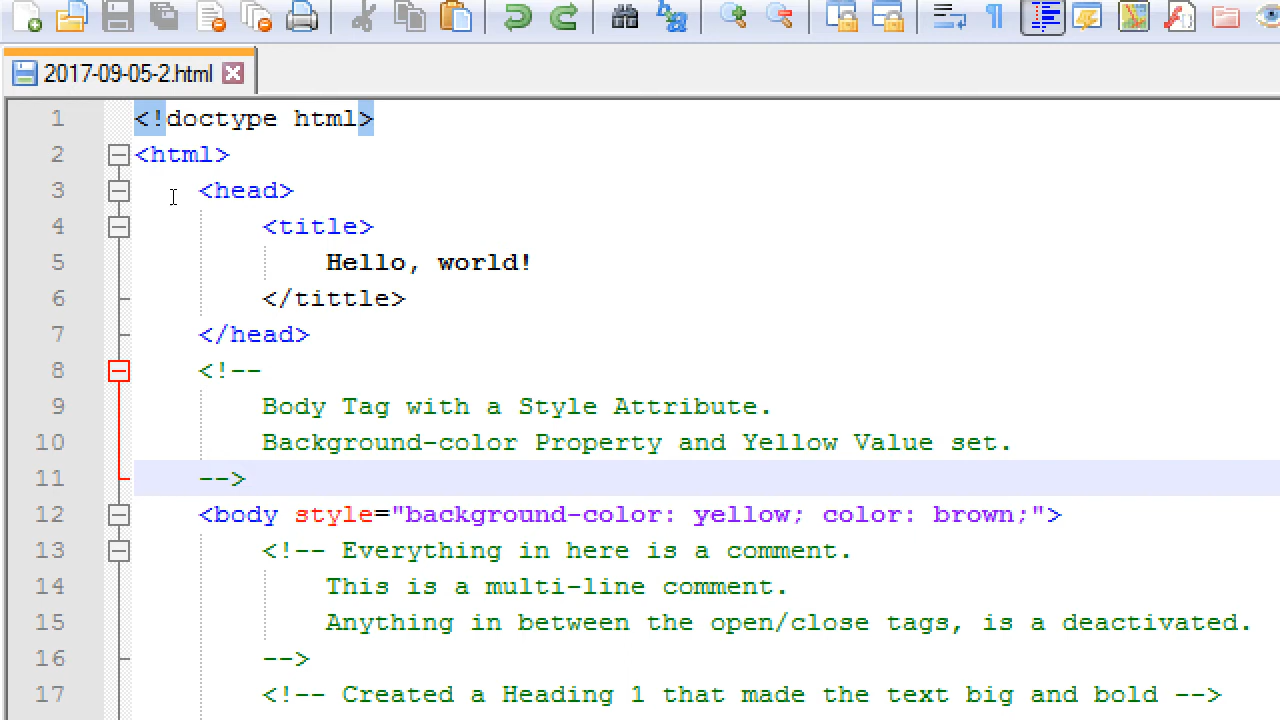 2017-09-05-2.html
1 <!doctype html>
2 <html>
3 <head>
4 <title>
5 Hello, world!
6 </tittle>
7 </head>
8 <!--
9 Body Tag with a Style Attribute.
10 Background-color Property and Yellow Value set.
11 -->
12 <body style="background-color: yellow; color: brown;">
13 <!-- Everything in here is a comment.
14 This is a multi-line comment.
15 Anything in between the open/close tags, is a deactivated.
16 -->
17 <!-- Created a Heading 1 that made the text big and bold -->